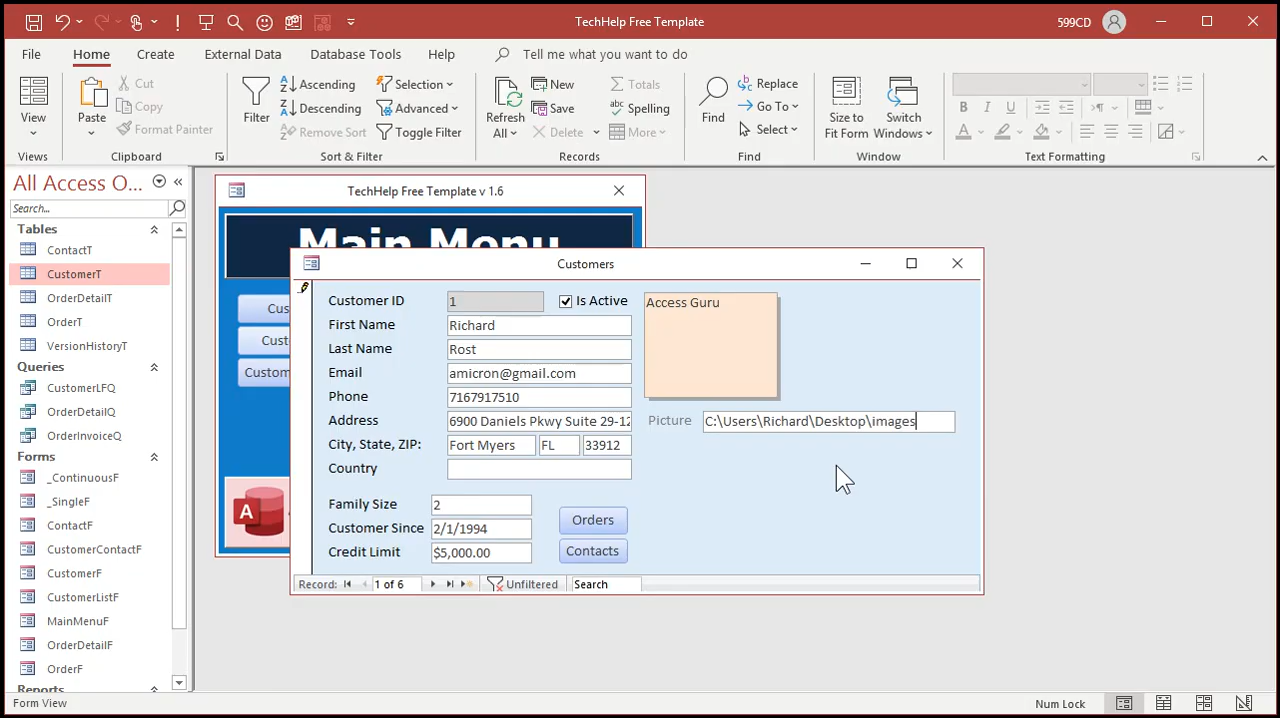 TechHelp Free Template
599CD
File
Home
Create
External Data
Database Tools
Help
Tell me what you want to do
View
Views
Paste
Cut
Copy
Format Painter
Clipboard
Filter
Ascending
Descending
Remove Sort
Selection
Advanced
Toggle Filter
Sort & Filter
Refresh
All
New
Save
Delete
Totals
Spelling
More
Records
Find
Replace
Go To
Select
Find
Size to
Fit Form
Switch
Windows
Window
B I U
A
Text Formatting
All Access O...
Search...
Tables
ContactT
CustomerT
OrderDetailT
OrderT
VersionHistoryT
Queries
CustomerLFQ
OrderDetailQ
OrderInvoiceQ
Forms
_ContinuousF
_SingleF
ContactF
CustomerContactF
CustomerF
CustomerListF
MainMenuF
OrderDetailF
OrderF
Reports
TechHelp Free Template v 1.6
Main Menu
Cus
Cust
Custom
A
Customers
Customer ID 1
Is Active
First Name Richard
Last Name Rost
Email amicron@gmail.com
Phone 7167917510
Address 6900 Daniels Pkwy Suite 29-12
City, State, ZIP: Fort Myers FL 33912
Country
Family Size 2
Customer Since 2/1/1994
Credit Limit $5,000.00
Orders
Contacts
Access Guru
Picture C:\Users\Richard\Desktop\images
Record: 1 of 6 Unfiltered Search
Form View
Num Lock